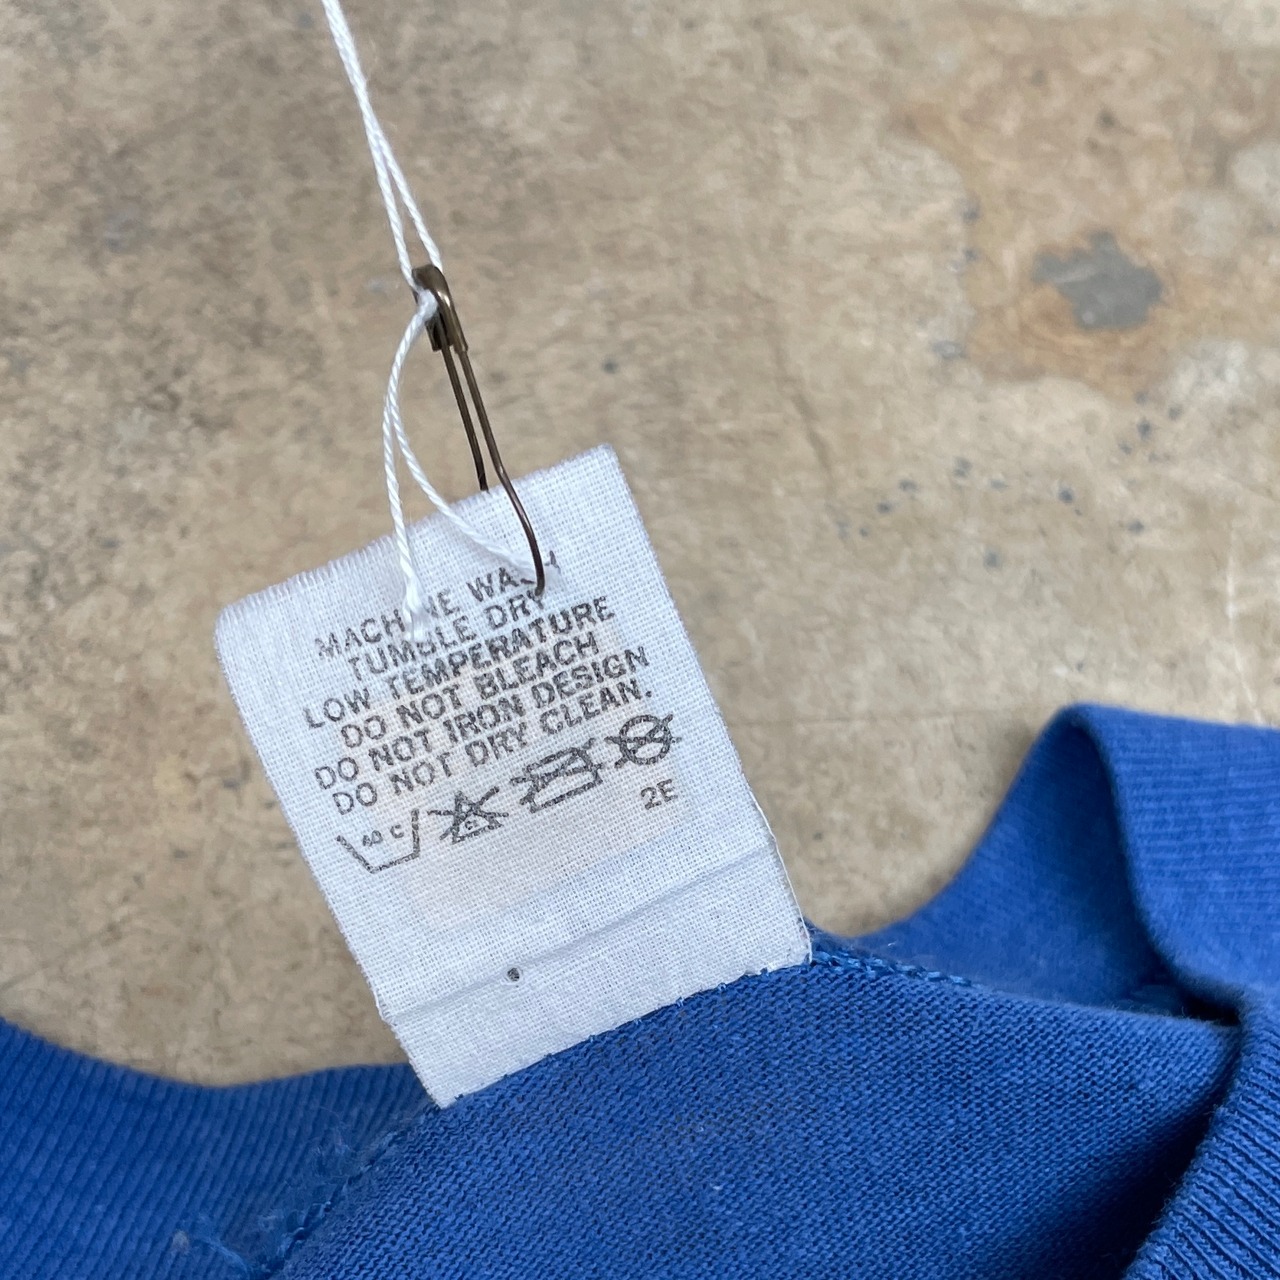 MACHINE WASH
TUMBLE DRY
LOW TEMPERATURE
DO NOT BLEACH
DO NOT IRON DESIGN
DO NOT DRY CLEAN.
60 C
CL
2E